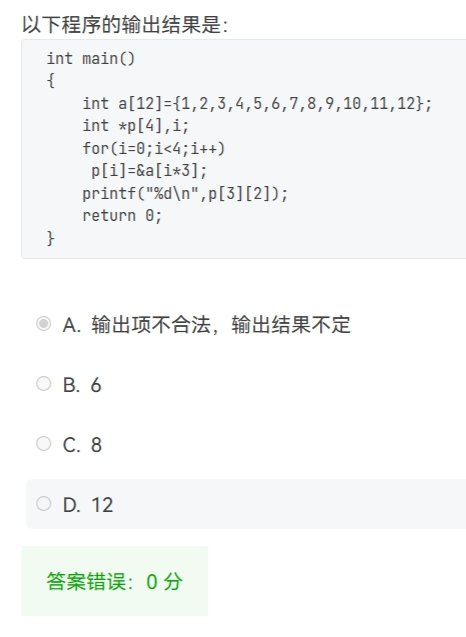 以下程序的输出结果是：
int main()
{
    int a[12]={1,2,3,4,5,6,7,8,9,10,11,12};
    int *p[4],i;
    for(i=0;i<4;i++)
     p[i]=&a[i*3];
    printf("%d\n",p[3][2]);
    return 0;
}
A. 输出项不合法，输出结果不定
B. 6
C. 8
D. 12
答案错误：0 分